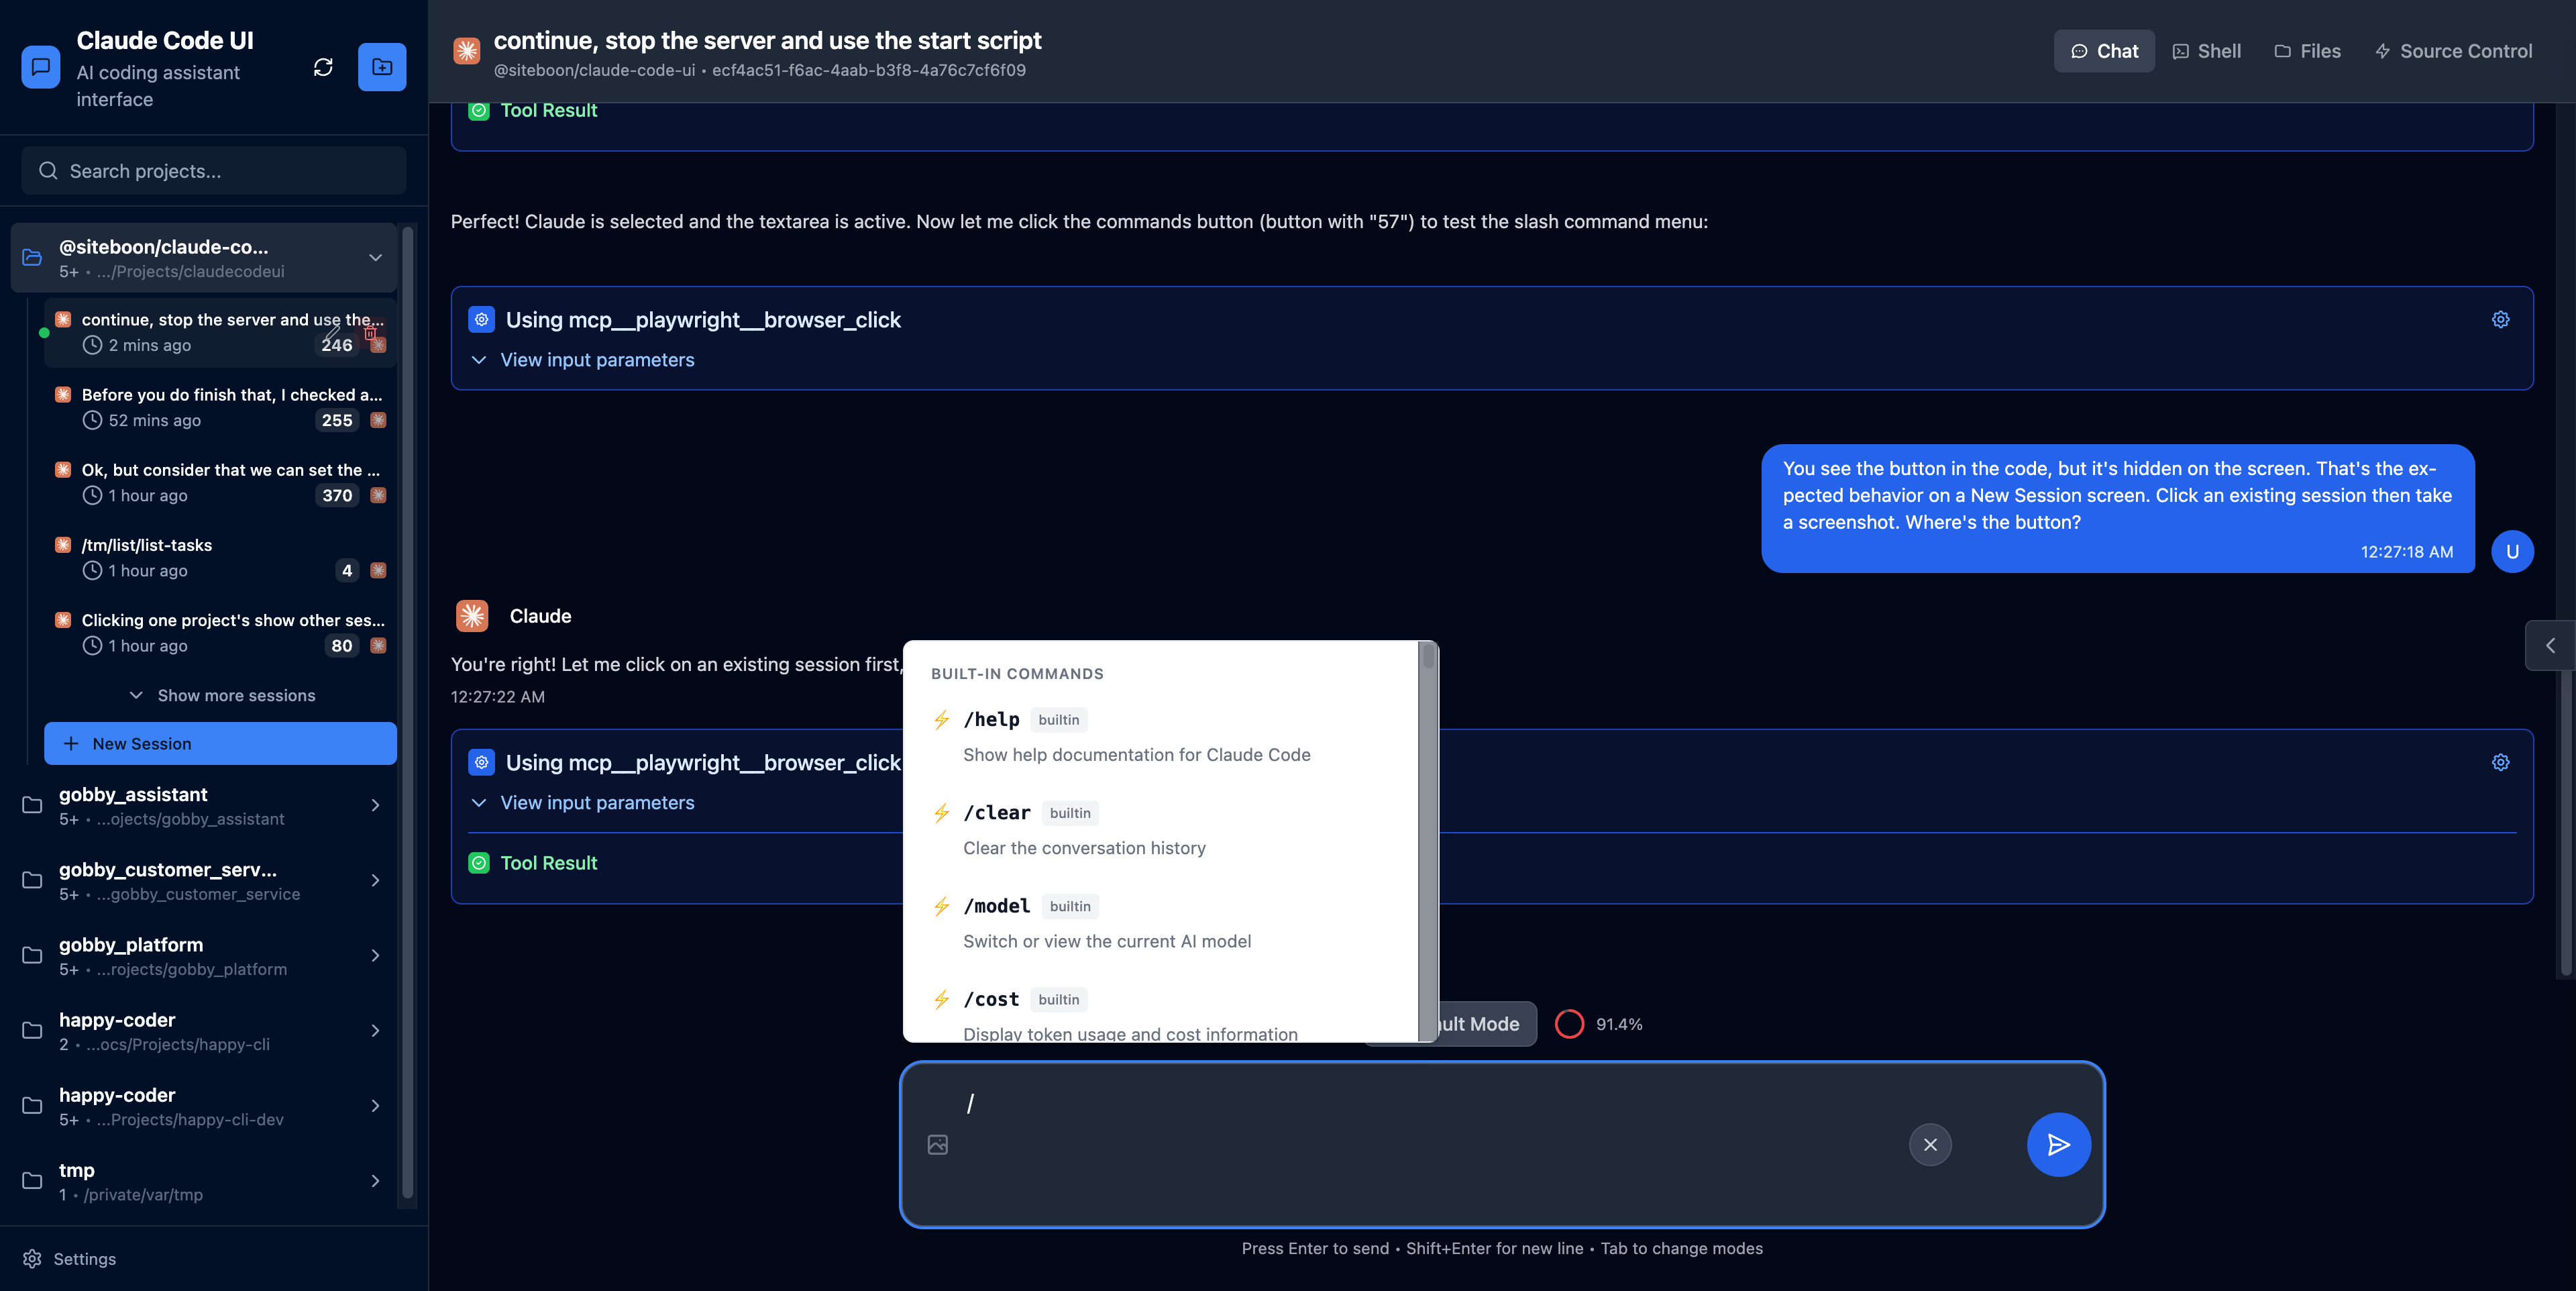 Claude Code UI
AI coding assistant
interface
Search projects...
@siteboon/claude-co...
5+ • .../Projects/claudecodeui
continue, stop the server and use the...
2 mins ago
246
Before you do finish that, I checked a...
52 mins ago
255
Ok, but consider that we can set the ...
1 hour ago
370
/tm/list/list-tasks
1 hour ago
4
Clicking one project's show other ses...
1 hour ago
80
Show more sessions
New Session
gobby_assistant
5+ • ...ojects/gobby_assistant
gobby_customer_serv...
5+ • ...gobby_customer_service
gobby_platform
5+ • ...rojects/gobby_platform
happy-coder
2 • ...ocs/Projects/happy-cli
happy-coder
5+ • ...Projects/happy-cli-dev
tmp
1 • /private/var/tmp
Settings
continue, stop the server and use the start script
@siteboon/claude-code-ui • ecf4ac51-f6ac-4aab-b3f8-4a76c7cf6f09
Chat
Shell
Files
Source Control
Tool Result
Perfect! Claude is selected and the textarea is active. Now let me click the commands button (button with "57") to test the slash command menu:
Using mcp__playwright__browser_click
View input parameters
You see the button in the code, but it's hidden on the screen. That's the ex-
pected behavior on a New Session screen. Click an existing session then take
a screenshot. Where's the button?
12:27:18 AM
U
Claude
You're right! Let me click on an existing session first,
12:27:22 AM
Using mcp__playwright__browser_click
View input parameters
Tool Result
BUILT-IN COMMANDS
/help builtin
Show help documentation for Claude Code
/clear builtin
Clear the conversation history
/model builtin
Switch or view the current AI model
/cost builtin
Display token usage and cost information
ult Mode
91.4%
/
Press Enter to send • Shift+Enter for new line • Tab to change modes